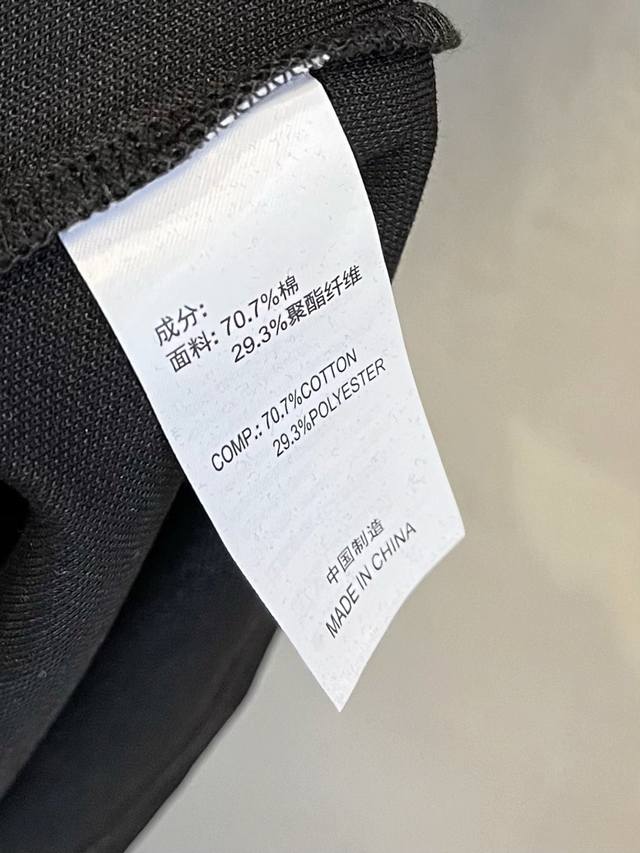 成分:
面料: 70.7%棉
29.3%聚酯纤维
COMP.: 70.7%COTTON
29.3%POLYESTER
中国制造
MADE IN CHINA